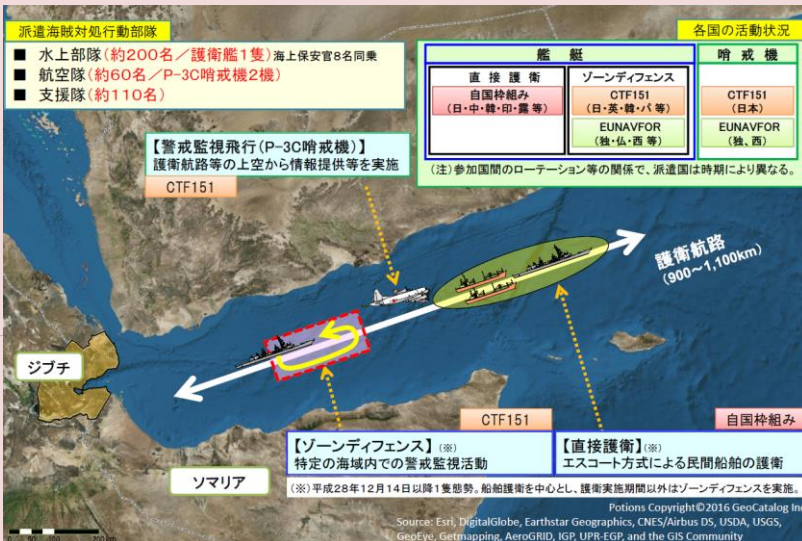 派遣海賊対処行動部隊
■ 水上部隊(約200名/護衛艦1隻)海上保安官8名同乗
■ 航空隊(約60名/P-3C哨戒機2機)
■ 支援隊(約110名)
各国の活動状況
艦艇
哨戒機
直接護衛
ゾーンディフェンス
自国枠組み
(日・中・韓・印・露 等)
CTF151
(日・英・韓・パ 等)
CTF151
(日本)
EUNAVFOR
(独・仏・西 等)
EUNAVFOR
(独、西)
(注)参加国間のローテーション等の関係で、派遣国は時期により異なる。
【警戒監視飛行(P-3C哨戒機)】
護衛航路等の上空から情報提供等を実施
CTF151
護衛航路
(900~1,100km)
ジブチ
ソマリア
CTF151
自国枠組み
【ゾーンディフェンス】(※)
特定の海域内での警戒監視活動
【直接護衛】(※)
エスコート方式による民間船舶の護衛
(※)平成28年12月14日以降1隻態勢。船舶護衛を中心とし、護衛実施期間以外はゾーンディフェンスを実施。
Potions Copyright©2016 GeoCatalog Inc
Source: Esri, DigitalGlobe, Earthstar Geographics, CNES/Airbus DS, USDA, USGS,
GeoEye, Getmapping, AeroGRID, IGP, UPR-EGP, and the GIS Community